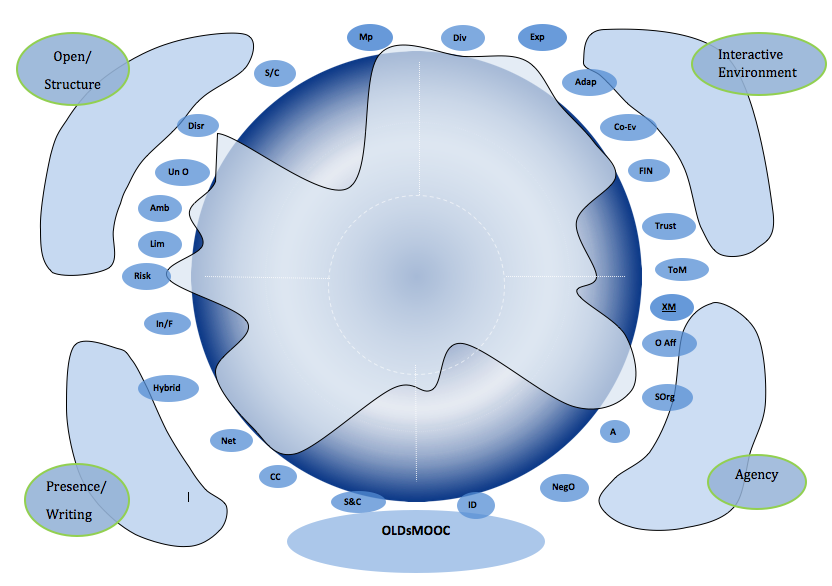 Mp
Div
Exp
Open/
Structure
Interactive
Environment
S/C
Adap
Disr
Co-Ev
Un O
FIN
Amb
Trust
Lim
ToM
Risk
XM
In/F
O Aff
Hybrid
SOrg
Net
A
CC
NegO
Agency
Presence/
Writing
S&C
ID
OLDsMOOC